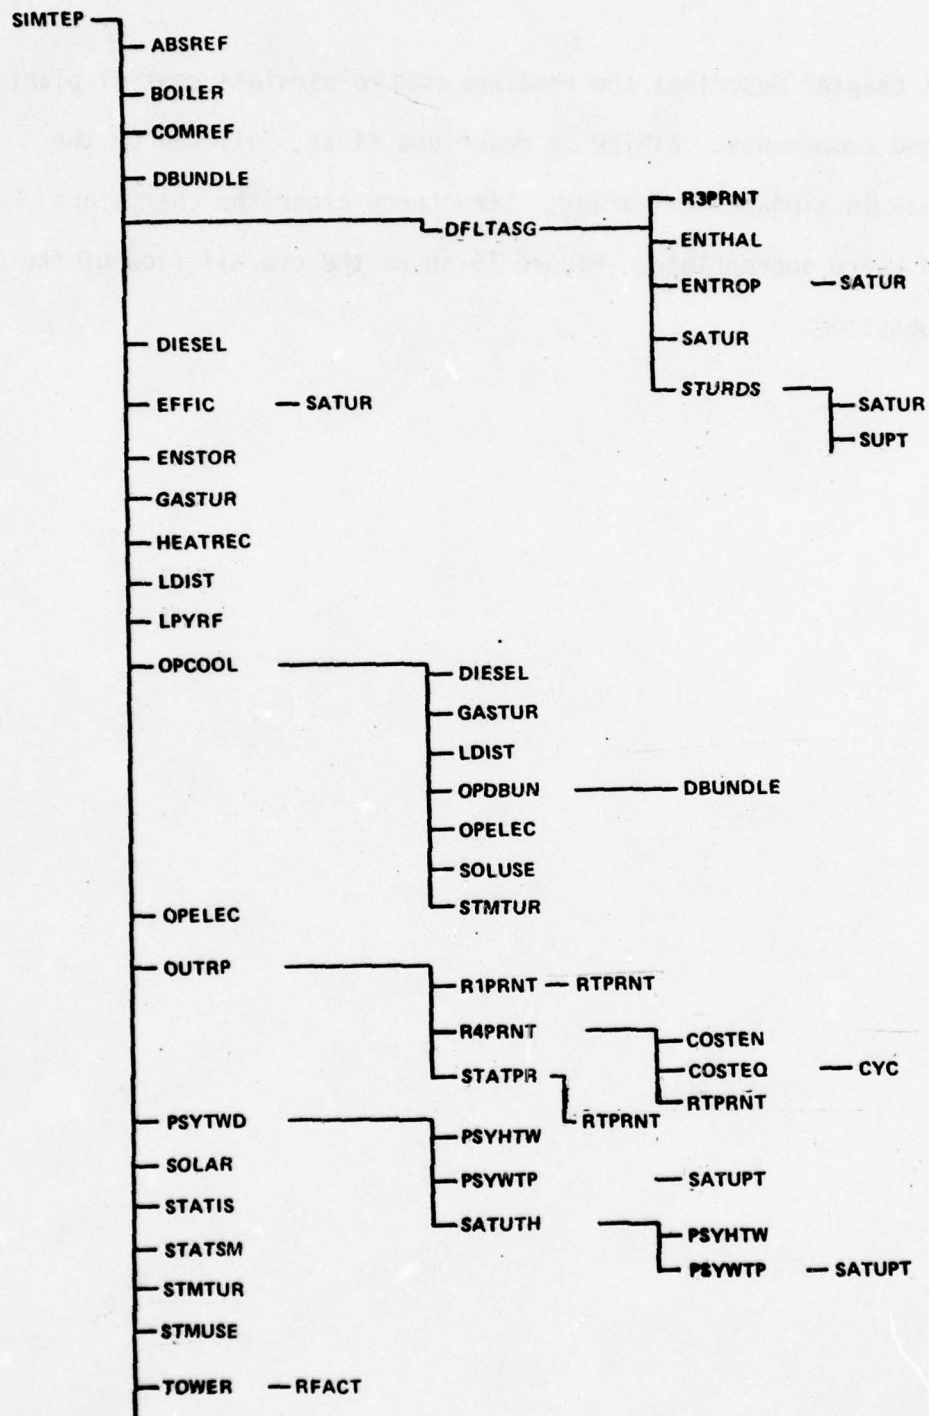 SIMTEP
ABSREF
BOILER
COMREF
DBUNDLE
DFLTASG
R3PRNT
ENTHAL
ENTROP
SATUR
SATUR
STURDS
SATUR
SUPT
DIESEL
EFFIC
SATUR
ENSTOR
GASTUR
HEATREC
LDIST
LPYRF
OPCOOL
DIESEL
GASTUR
LDIST
OPDBUN
DBUNDLE
OPELEC
SOLUSE
STMTUR
OPELEC
OUTRP
R1PRNT
RTPRNT
R4PRNT
COSTEN
COSTEQ
CYC
RTPRNT
STATPR
RTPRNT
PSYTWD
PSYHTW
PSYWTP
SATUPT
SATUTH
PSYHTW
PSYWTP
SATUPT
SOLAR
STATIS
STATSM
STMTUR
STMUSE
TOWER
RFACT